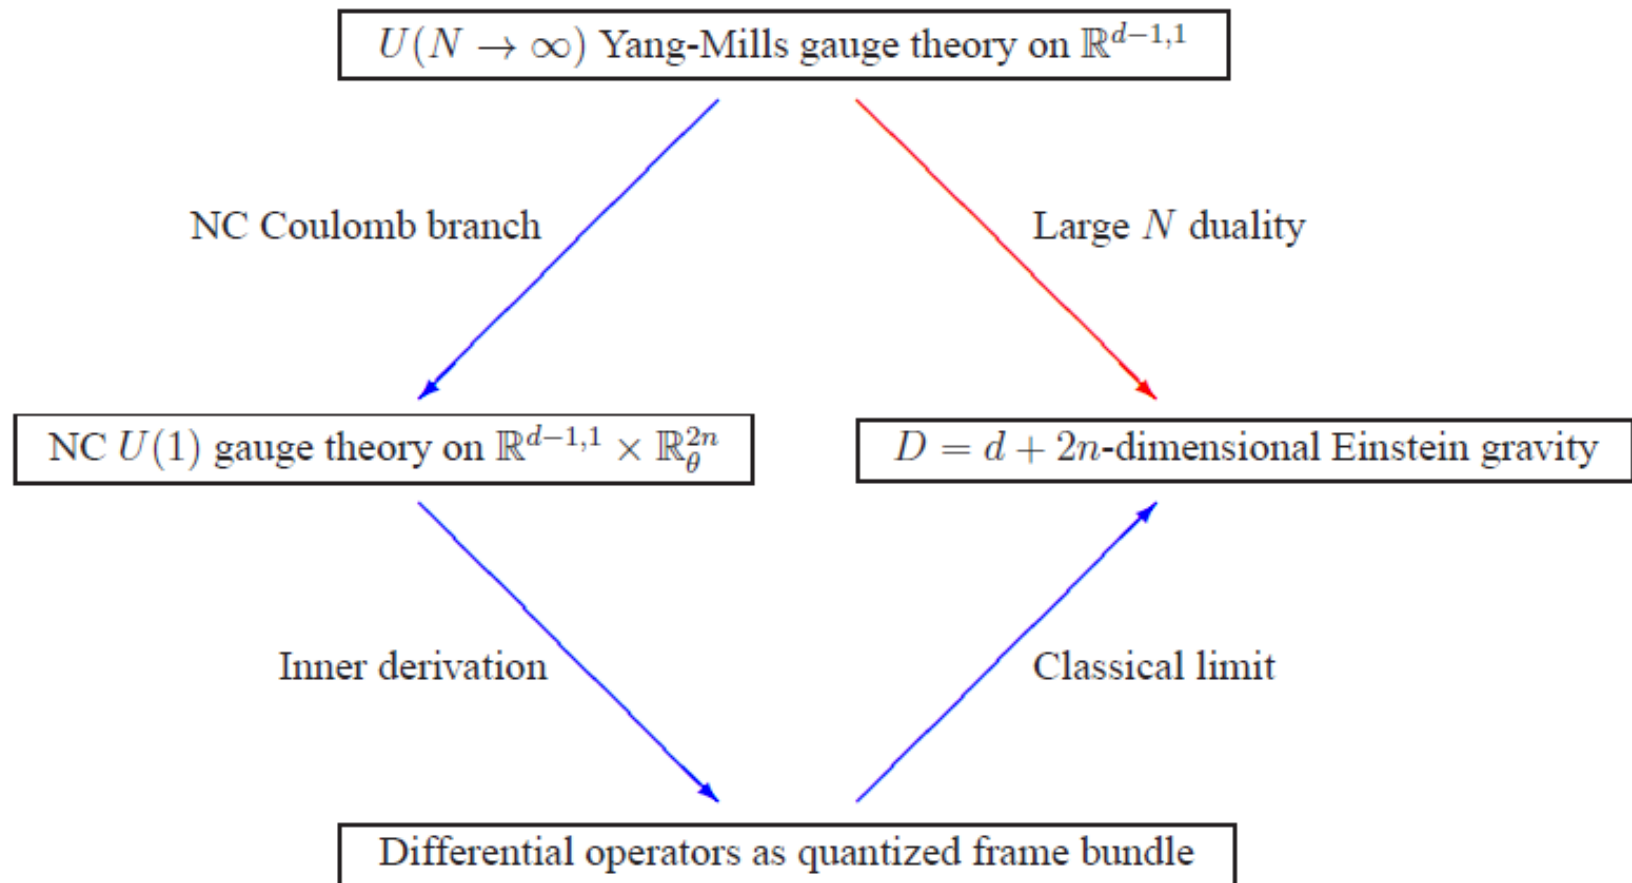 U(N → ∞) Yang-Mills gauge theory on ℝ^{d−1,1}
NC Coulomb branch
Large N duality
NC U(1) gauge theory on ℝ^{d−1,1} × ℝ_θ^{2n}
D = d + 2n-dimensional Einstein gravity
Inner derivation
Classical limit
Differential operators as quantized frame bundle